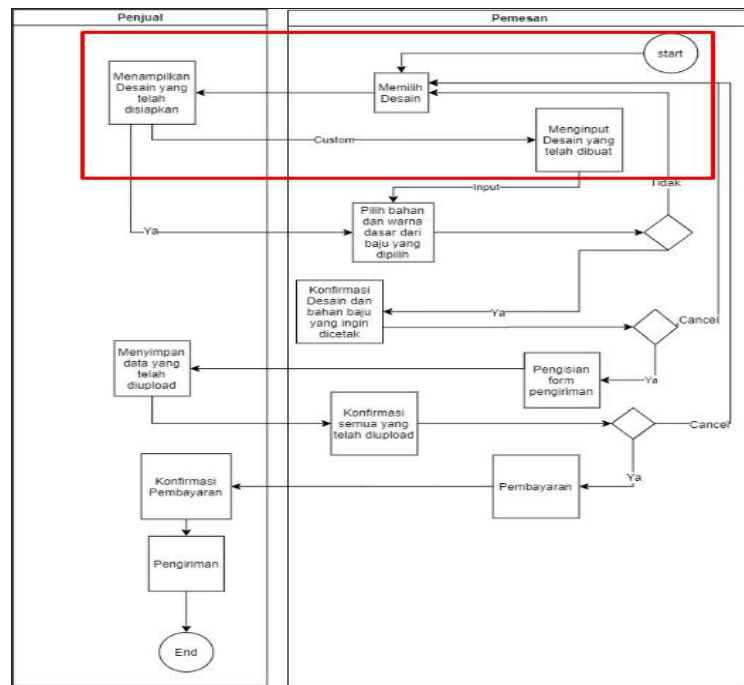 Penjual
Pemesan
start
Menampilkan
Desain yang
telah
disiapkan
Memilih
Desain
Custom
Menginput
Desain yang
telah dibuat
Input
Tidak
Pilih bahan
dan warna
dasar dari
baju yang
dipilih
Ya
Konfirmasi
Desain dan
bahan baju
yang ingin
dicetak
Ya
Cancel
Menyimpan
data yang
telah
diupload
Pengisian
form
pengiriman
Ya
Konfirmasi
semua yang
telah diupload
Cancel
Ya
Konfirmasi
Pembayaran
Pembayaran
Pengiriman
End